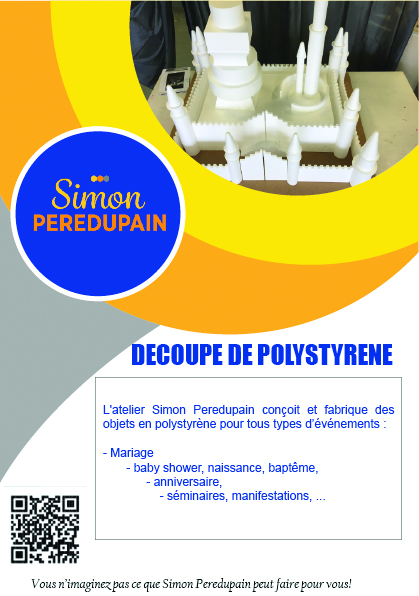 Simon
PEREDUPAIN
DECOUPE DE POLYSTYRENE
L'atelier Simon Peredupain conçoit et fabrique des
objets en polystyrène pour tous types d'événements :
- Mariage
- baby shower, naissance, baptême,
- anniversaire,
- séminaires, manifestations, ...
Vous n'imaginez pas ce que Simon Peredupain peut faire pour vous!